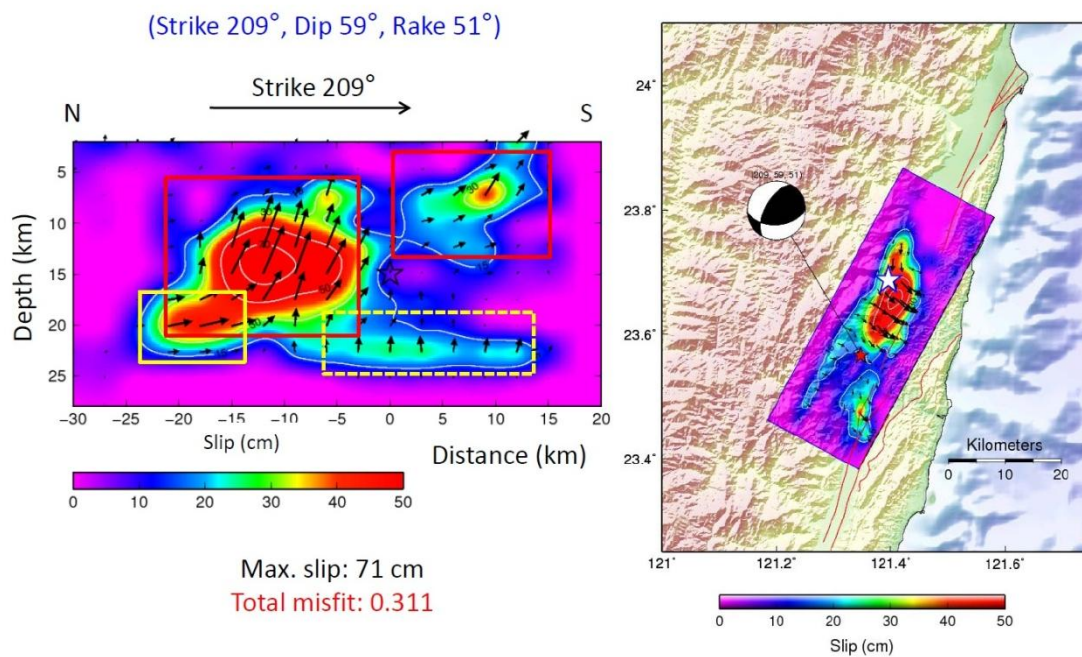 (Strike 209°, Dip 59°, Rake 51°)
Strike 209°
N
S
Depth (km)
5
10
15
20
25
-30 -25 -20 -15 -10 -5 0 5 10 15 20
Slip (cm)
Distance (km)
0 10 20 30 40 50
Max. slip: 71 cm
Total misfit: 0.311
24°
23.8°
23.6°
23.4°
(209, 59, 51)
Kilometers
0 10 20
121° 121.2° 121.4° 121.6°
0 10 20 30 40 50
Slip (cm)